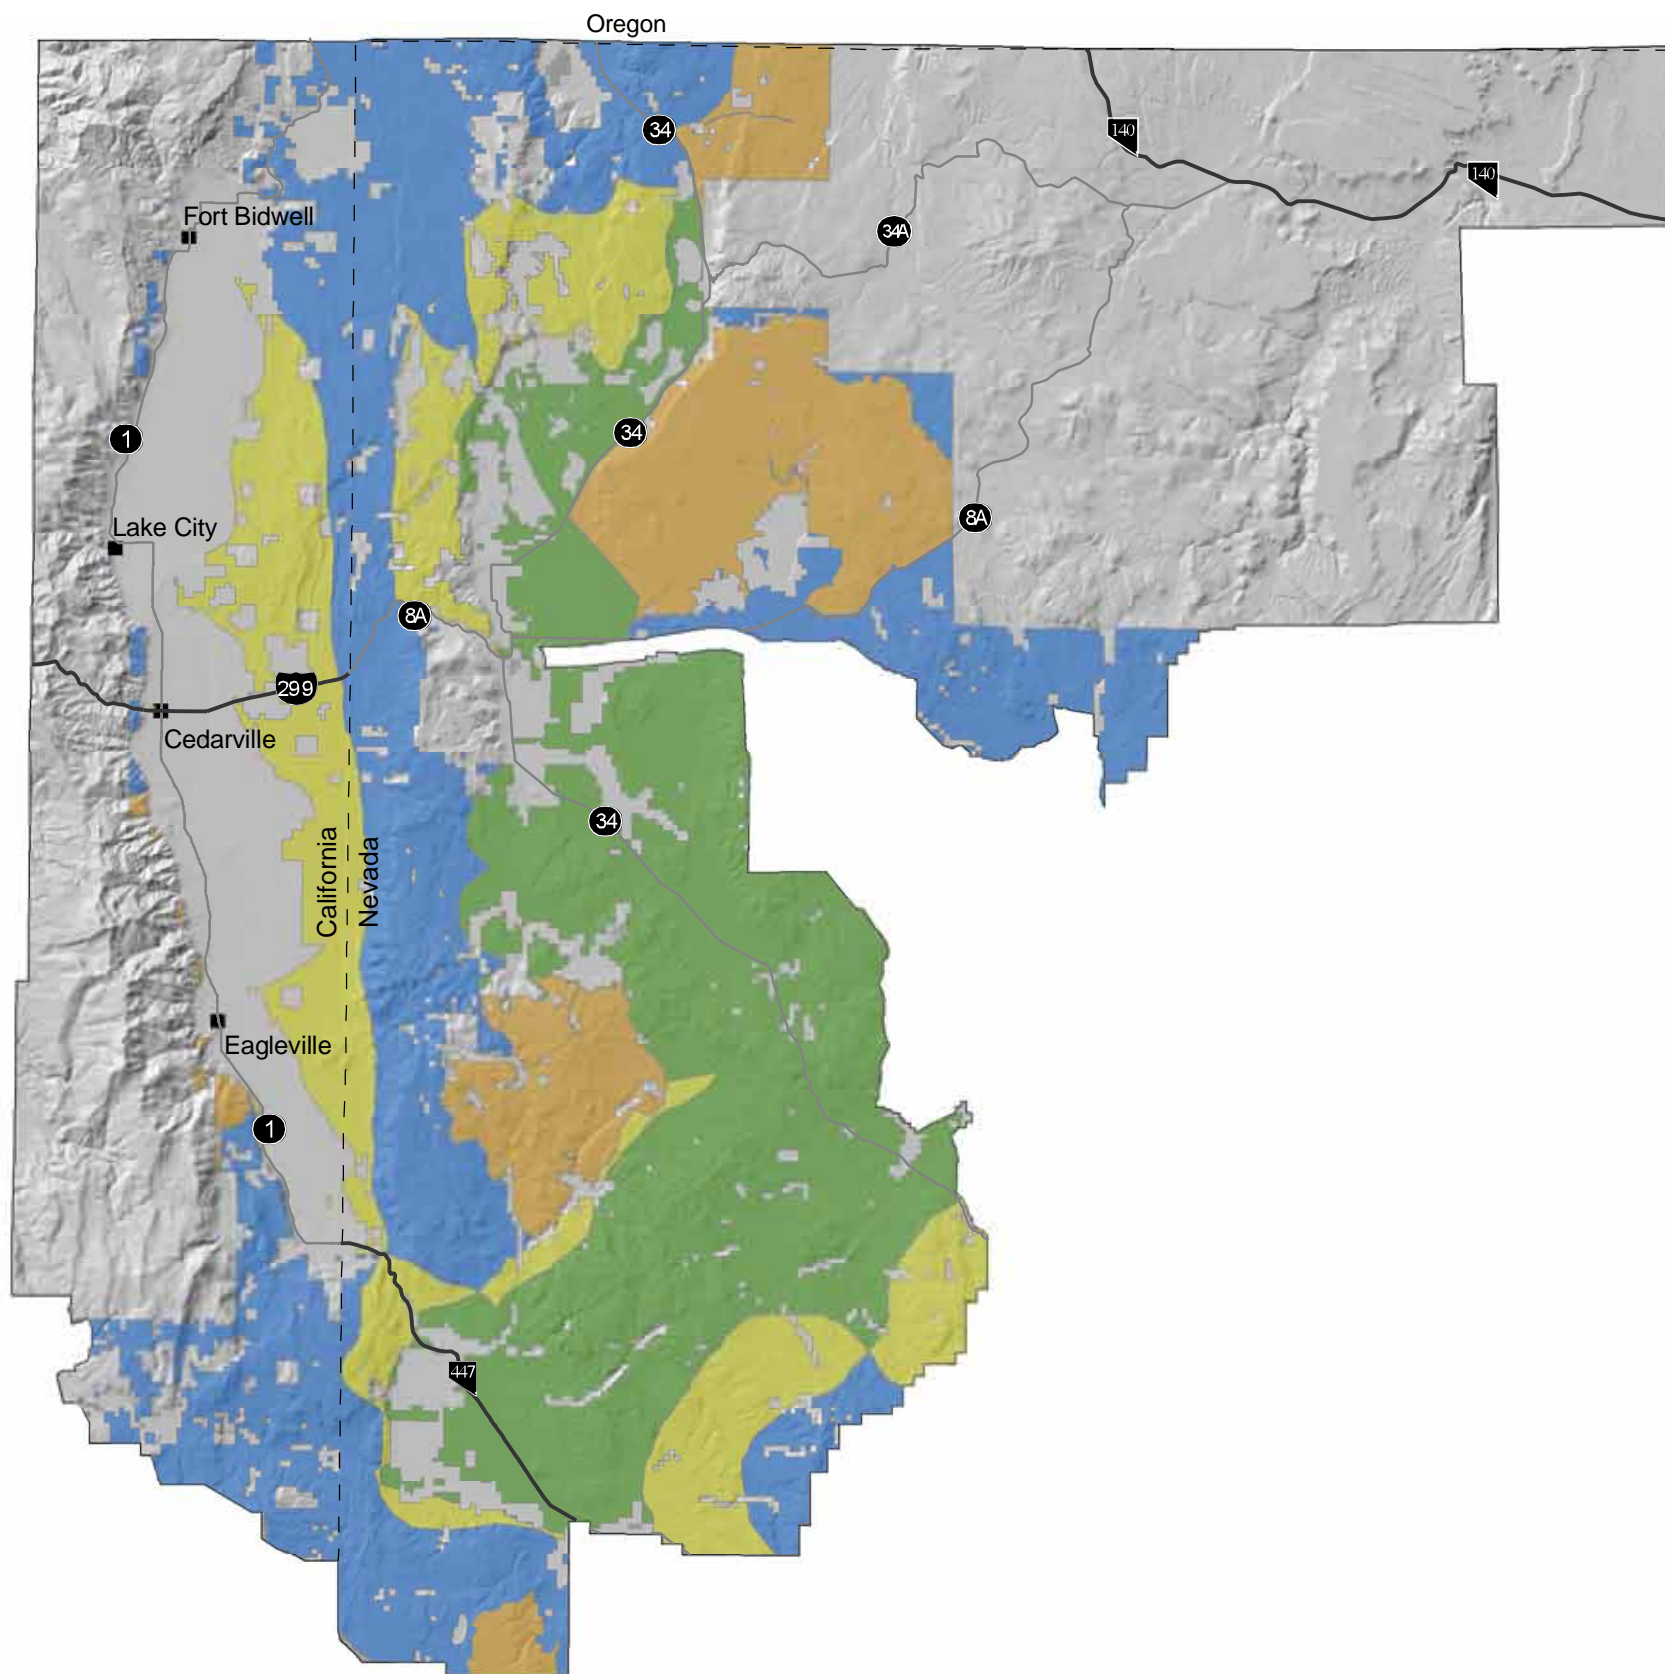 Oregon
34
140
140
Fort Bidwell
34A
1
34
Lake City
8A
8A
299
Cedarville
34
California
Nevada
Eagleville
1
447